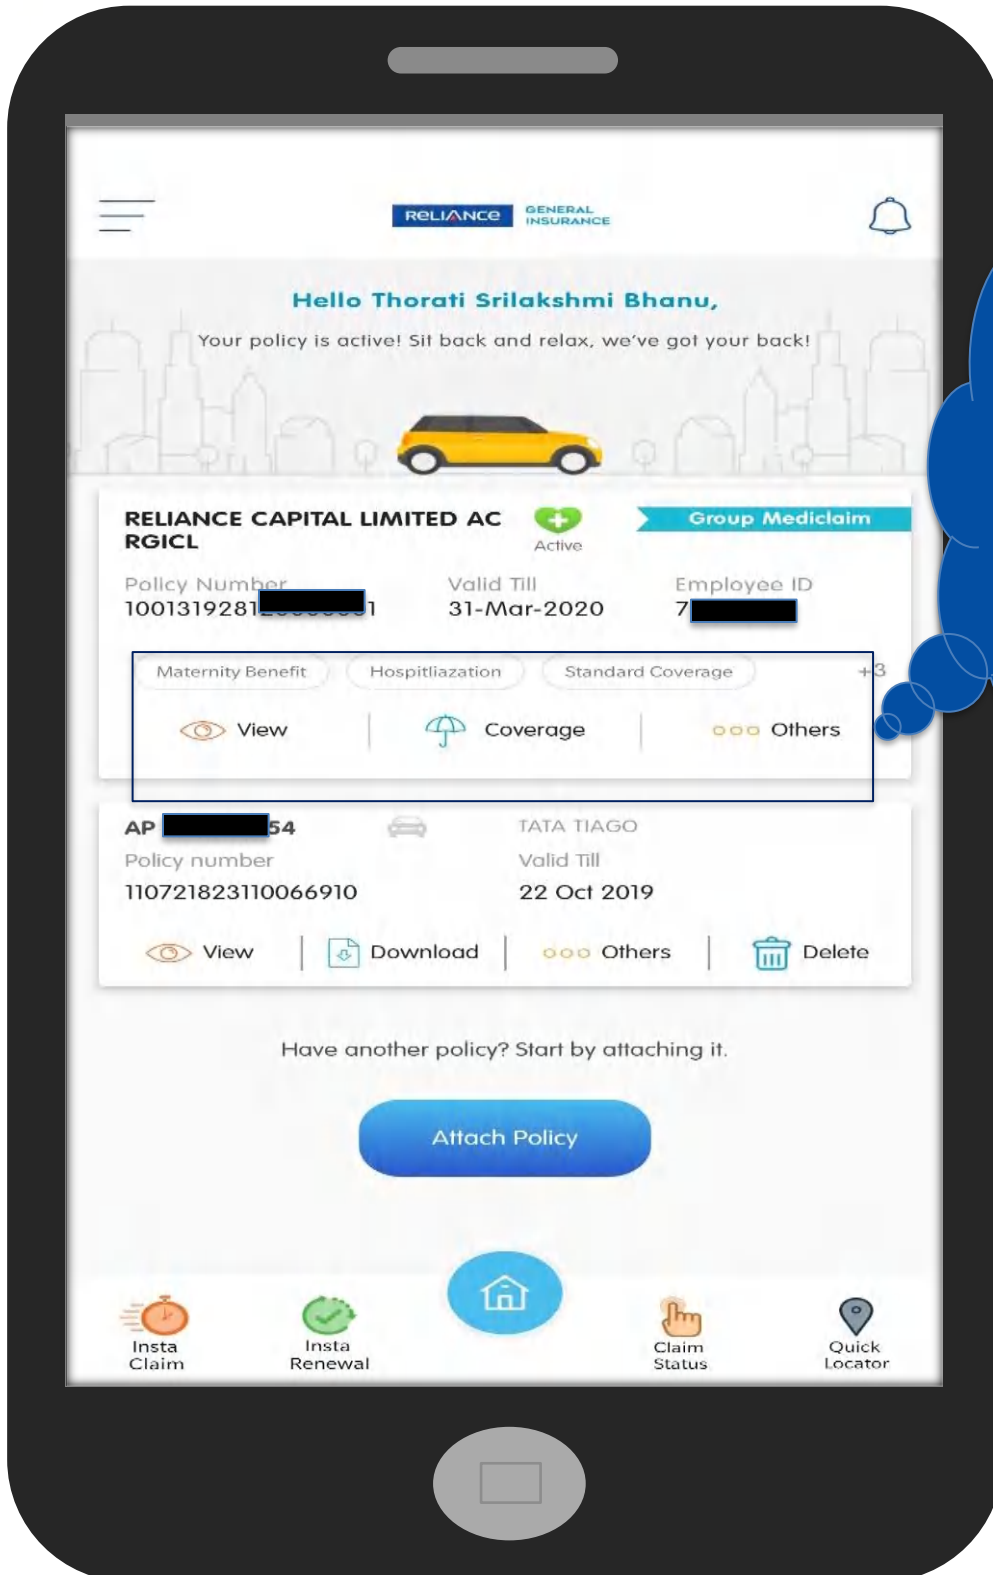 RELIANCE GENERAL INSURANCE
Hello Thorati Srilakshmi Bhanu,
Your policy is active! Sit back and relax, we've got your back!
RELIANCE CAPITAL LIMITED AC RGICL
Active
Group Mediclaim
Policy Number Valid Till Employee ID
1001319281 1 31-Mar-2020 7
Maternity Benefit Hospitliazation Standard Coverage +3
View Coverage Others
AP 54 TATA TIAGO
Policy number Valid Till
110721823110066910 22 Oct 2019
View Download Others Delete
Have another policy? Start by attaching it.
Attach Policy
Insta Claim
Insta Renewal
Claim Status
Quick Locator